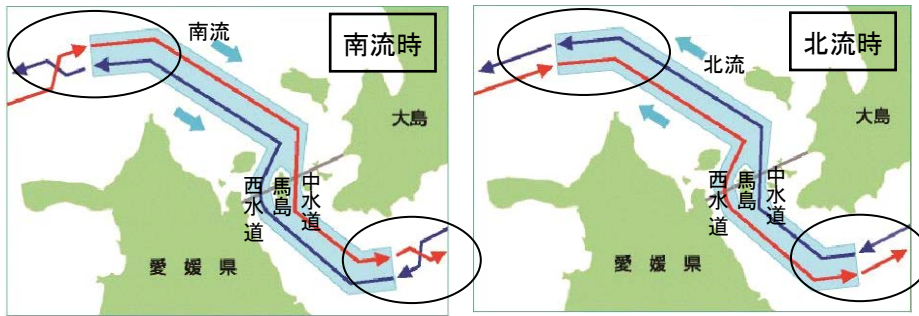 南流
南流時
大島
西水道
馬島
中水道
愛媛県
北流
北流時
大島
西水道
馬島
中水道
愛媛県